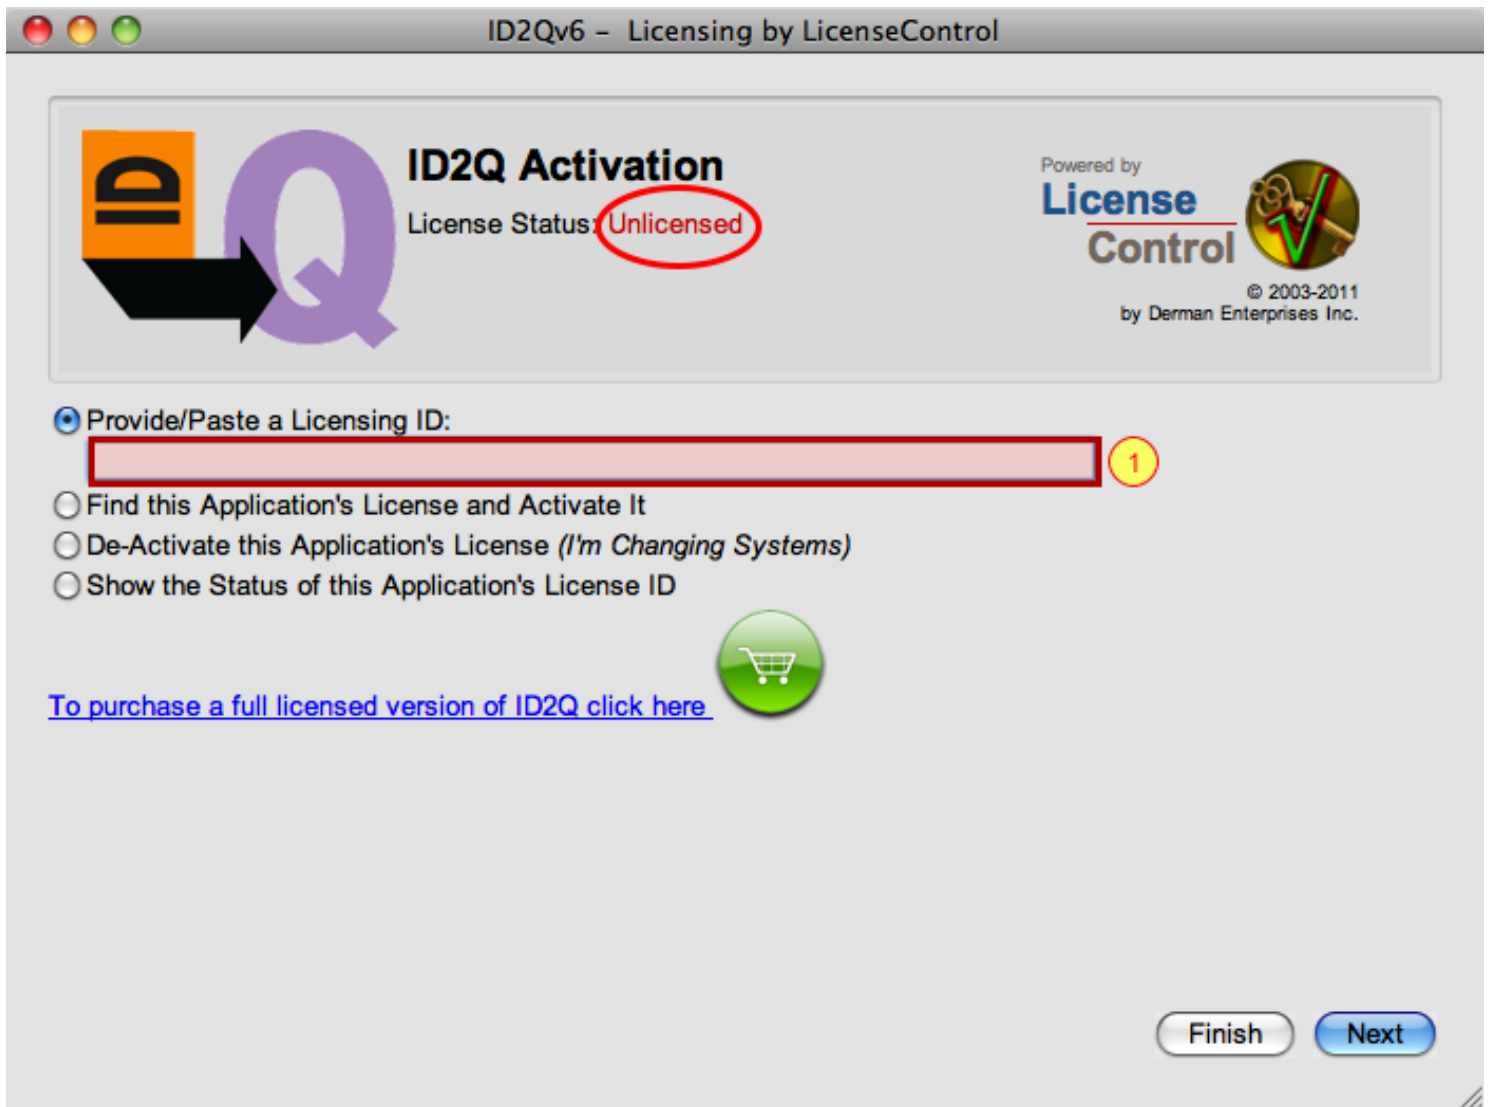 ID2Qv6 – Licensing by LicenseControl
ID
Q
ID2Q Activation
License Status: Unlicensed
Powered by
License
Control
© 2003-2011
by Derman Enterprises Inc.
Provide/Paste a Licensing ID:
1
Find this Application's License and Activate It
De-Activate this Application's License (I'm Changing Systems)
Show the Status of this Application's License ID
To purchase a full licensed version of ID2Q click here
Finish
Next